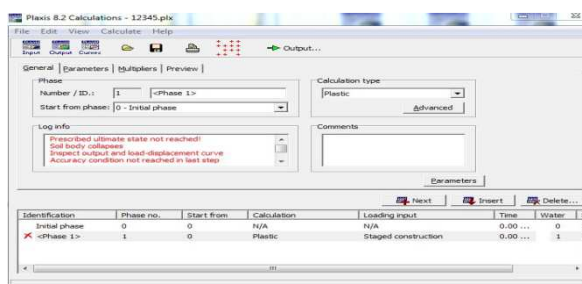 Plaxis 8.2 Calculations - 12345.plx
File Edit View Calculate Help
Input Output Curves Output...
General Parameters Multipliers Preview
Phase
Number / ID.: 1 <Phase 1>
Start from phase: 0 - Initial phase
Calculation type
Plastic
Advanced
Log info
Prescribed ultimate state not reached!
Soil body collapses
Inspect output and load-displacement curve
Accuracy condition not reached in last step
Comments
Parameters
Next Insert Delete...
Identification Phase no. Start from Calculation Loading input Time Water
Initial phase 0 0 N/A N/A 0.00 ... 0
<Phase 1> 1 0 Plastic Staged construction 0.00 ... 1